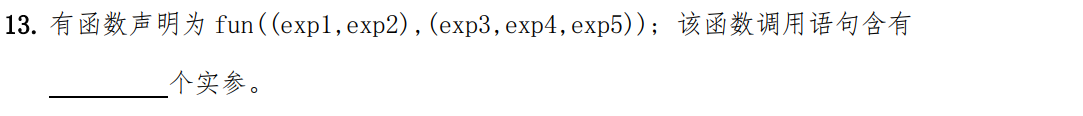 13. 有函数声明为 fun((exp1,exp2),(exp3,exp4,exp5)); 该函数调用语句含有
________个实参。